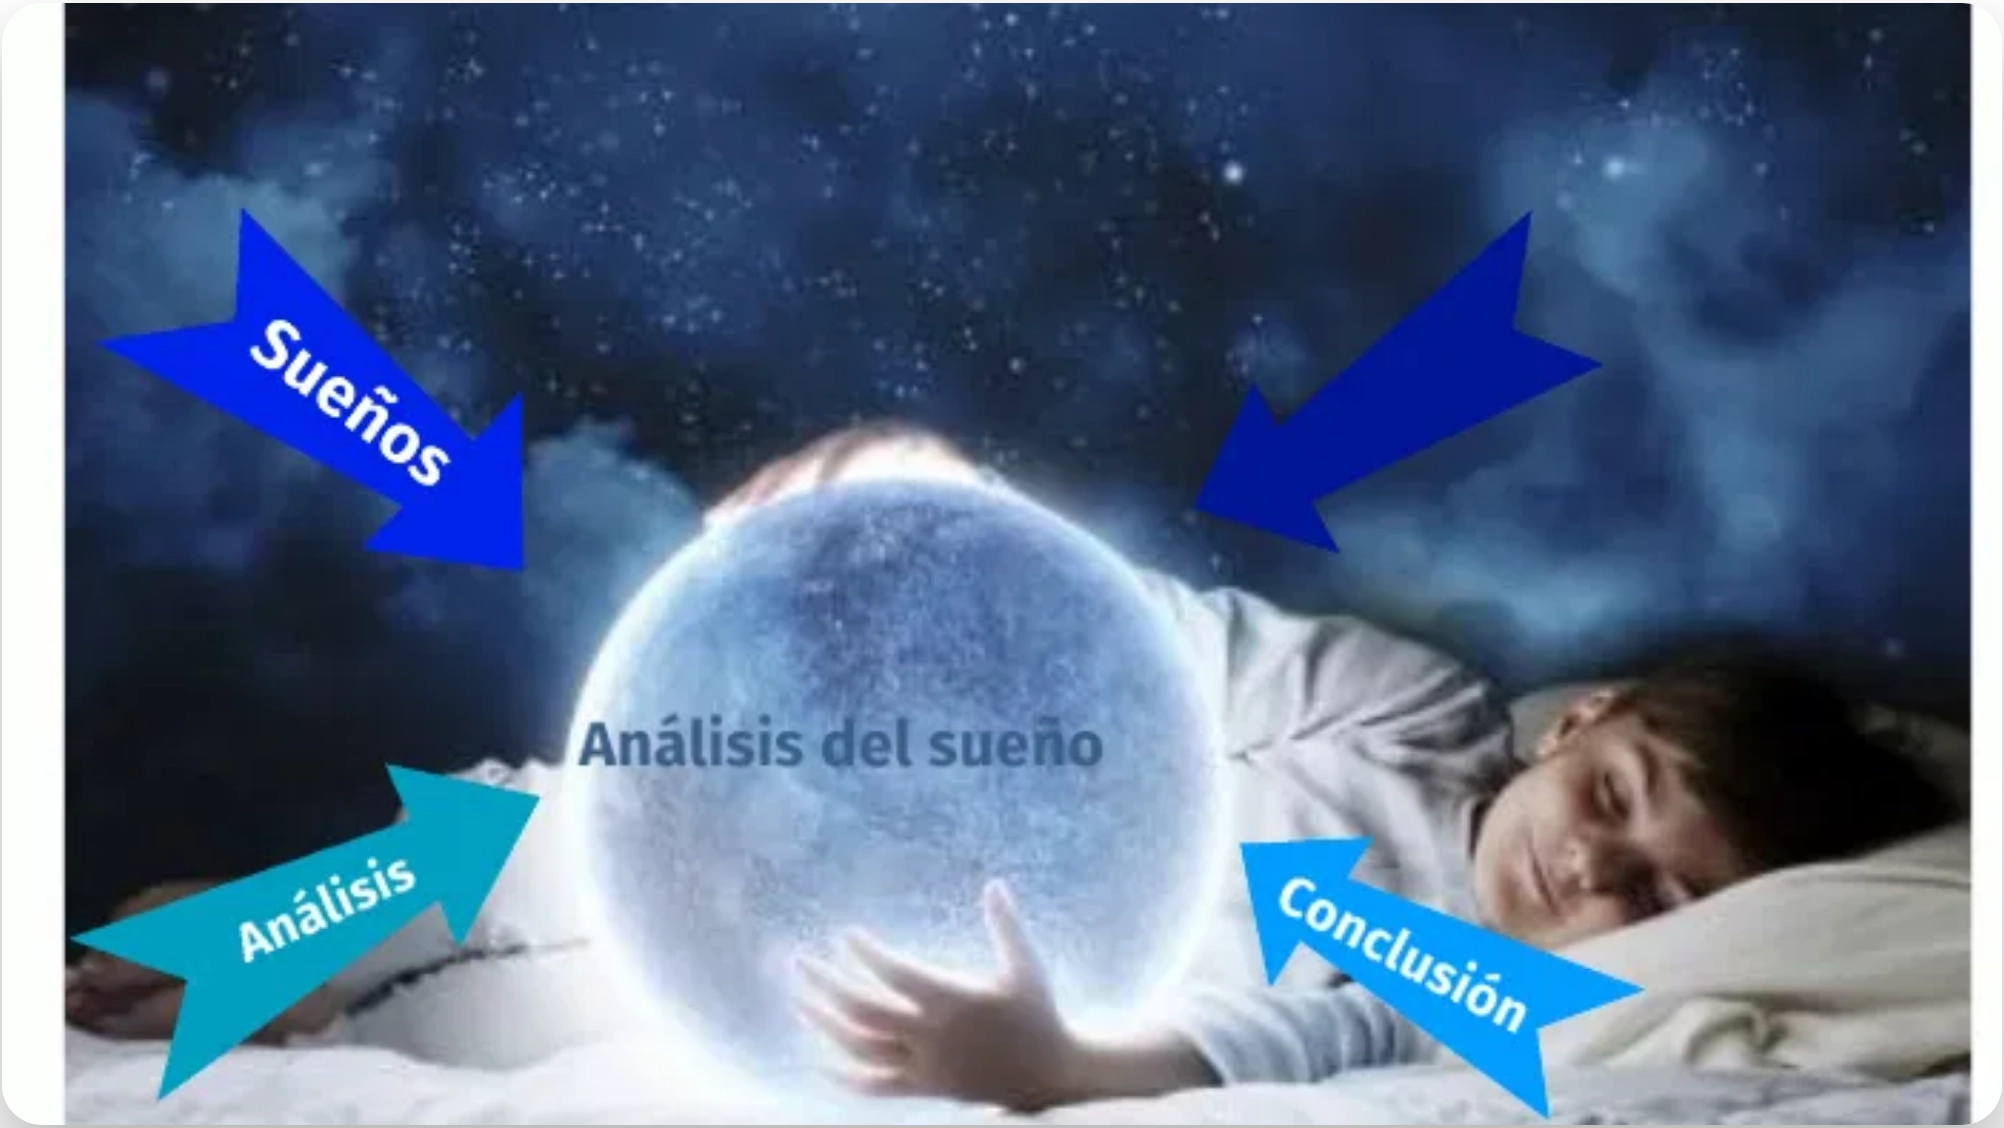 Sueños
Análisis del sueño
Análisis
Conclusión